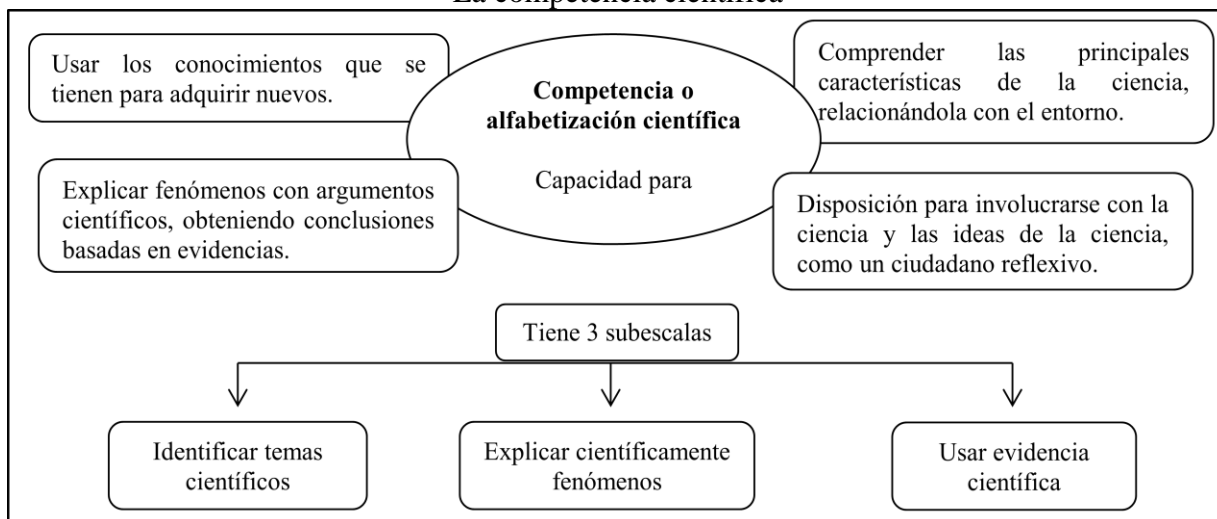 La competencia científica
Usar los conocimientos que se
tienen para adquirir nuevos.
Competencia o
alfabetización científica
Capacidad para
Comprender las principales
características de la ciencia,
relacionándola con el entorno.
Explicar fenómenos con argumentos
científicos, obteniendo conclusiones
basadas en evidencias.
Disposición para involucrarse con la
ciencia y las ideas de la ciencia,
como un ciudadano reflexivo.
Tiene 3 subescalas
Identificar temas
científicos
Explicar científicamente
fenómenos
Usar evidencia
científica